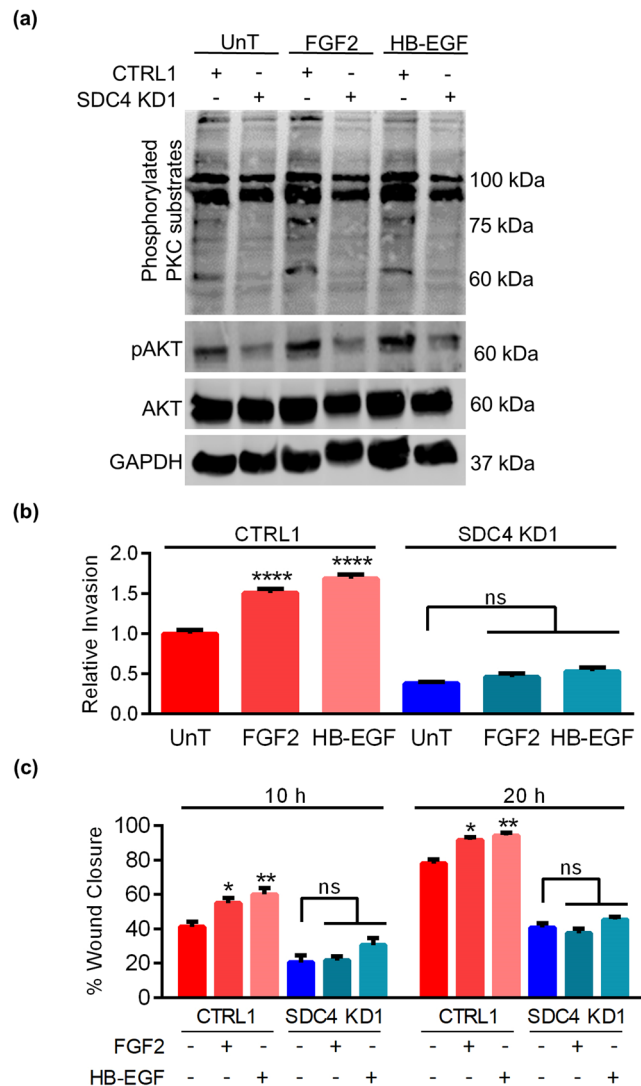 (a)
UnT FGF2 HB-EGF
CTRL1 + - + - + -
SDC4 KD1 - + - + - +
Phosphorylated
PKC substrates
100 kDa
75 kDa
60 kDa
pAKT 60 kDa
AKT 60 kDa
GAPDH 37 kDa
(b)
CTRL1 SDC4 KD1
Relative Invasion
2.0
1.5
1.0
0.5
0.0
**** ****
ns
UnT FGF2 HB-EGF UnT FGF2 HB-EGF
(c)
10 h 20 h
% Wound Closure
100
80
60
40
20
0
* ** ns * ** ns
CTRL1 SDC4 KD1 CTRL1 SDC4 KD1
FGF2 - + - - + - - + - - + -
HB-EGF - - + - - + - - + - - +